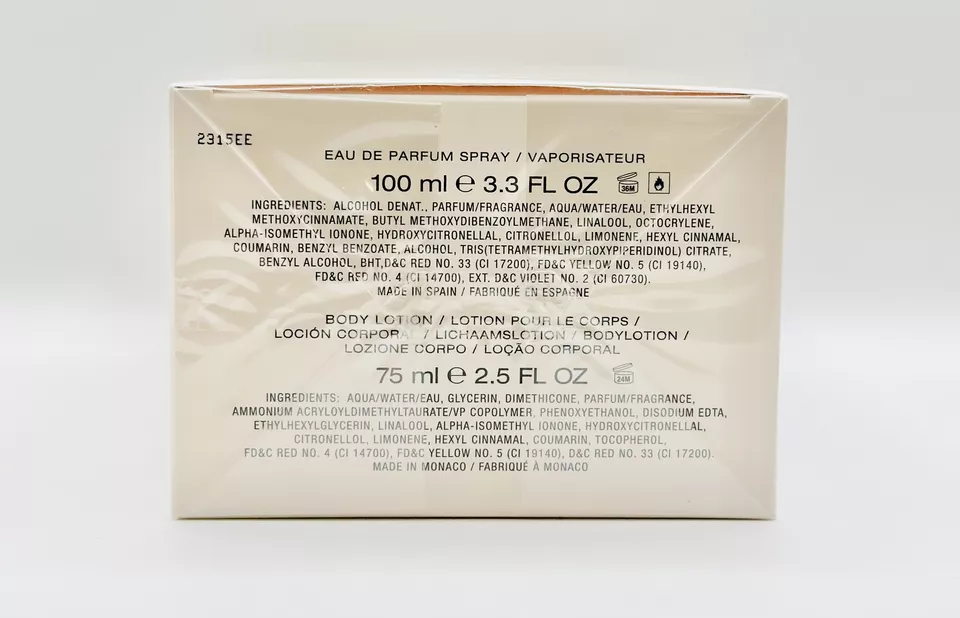 2315EE
EAU DE PARFUM SPRAY / VAPORISATEUR
100 ml e 3.3 FL OZ 36M
INGREDIENTS: ALCOHOL DENAT., PARFUM/FRAGRANCE, AQUA/WATER/EAU, ETHYLHEXYL
METHOXYCINNAMATE, BUTYL METHOXYDIBENZOYLMETHANE, LINALOOL, OCTOCRYLENE,
ALPHA-ISOMETHYL IONONE, HYDROXYCITRONELLAL, CITRONELLOL, LIMONENE, HEXYL CINNAMAL,
COUMARIN, BENZYL BENZOATE, ALCOHOL, TRIS(TETRAMETHYLHYDROXYPIPERIDINOL) CITRATE,
BENZYL ALCOHOL, BHT,D&C RED NO. 33 (CI 17200), FD&C YELLOW NO. 5 (CI 19140),
FD&C RED NO. 4 (CI 14700), EXT. D&C VIOLET NO. 2 (CI 60730).
MADE IN SPAIN / FABRIQUÉ EN ESPAGNE
BODY LOTION / LOTION POUR LE CORPS /
LOCIÓN CORPORAL / LICHAAMSLOTION / BODYLOTION /
LOZIONE CORPO / LOÇÃO CORPORAL
75 ml e 2.5 FL OZ 24M
INGREDIENTS: AQUA/WATER/EAU, GLYCERIN, DIMETHICONE, PARFUM/FRAGRANCE,
AMMONIUM ACRYLOYLDIMETHYLTAURATE/VP COPOLYMER, PHENOXYETHANOL, DISODIUM EDTA,
ETHYLHEXYLGLYCERIN, LINALOOL, ALPHA-ISOMETHYL IONONE, HYDROXYCITRONELLAL,
CITRONELLOL, LIMONENE, HEXYL CINNAMAL, COUMARIN, TOCOPHEROL,
FD&C RED NO. 4 (CI 14700), FD&C YELLOW NO. 5 (CI 19140), D&C RED NO. 33 (CI 17200).
MADE IN MONACO / FABRIQUÉ À MONACO